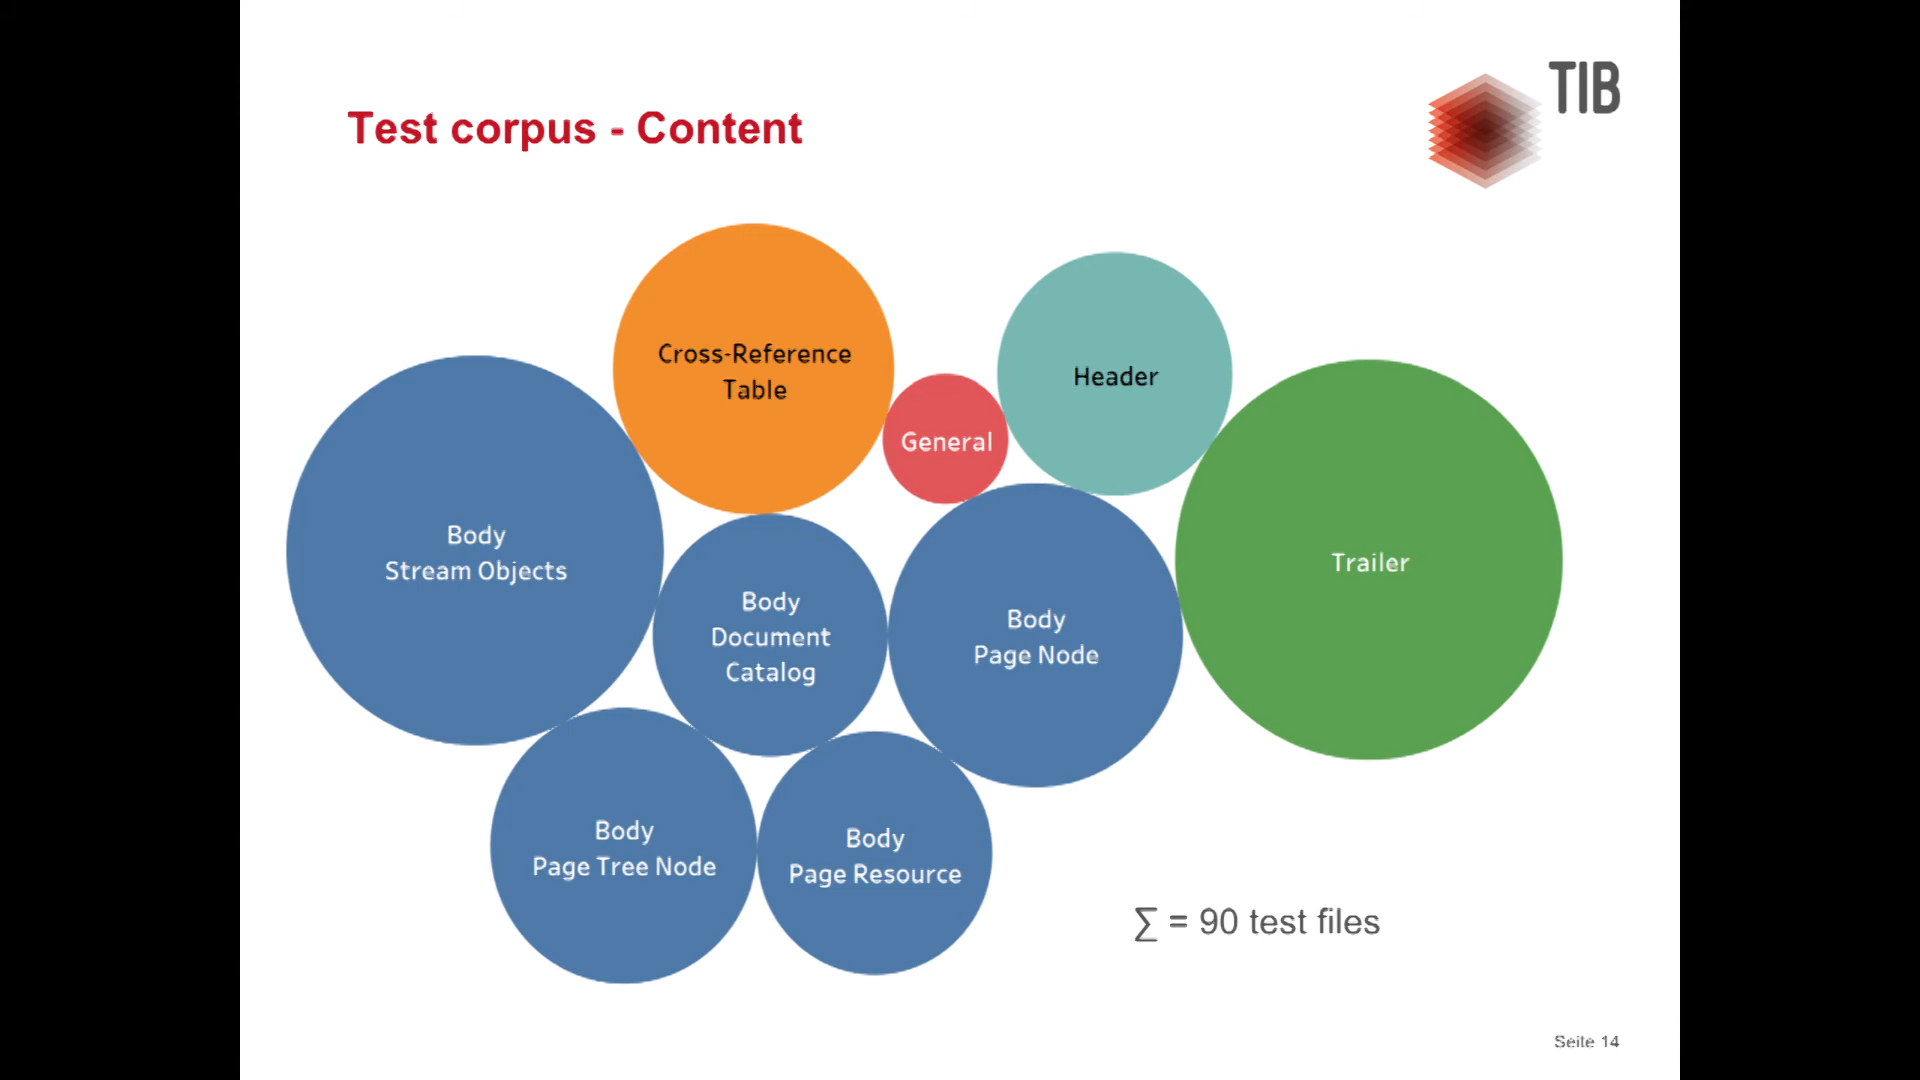 TIB
Test corpus - Content
Cross-Reference
Table
Header
General
Body
Stream Objects
Trailer
Body
Document
Catalog
Body
Page Node
Body
Page Tree Node
Body
Page Resource
∑ = 90 test files
Seite 14